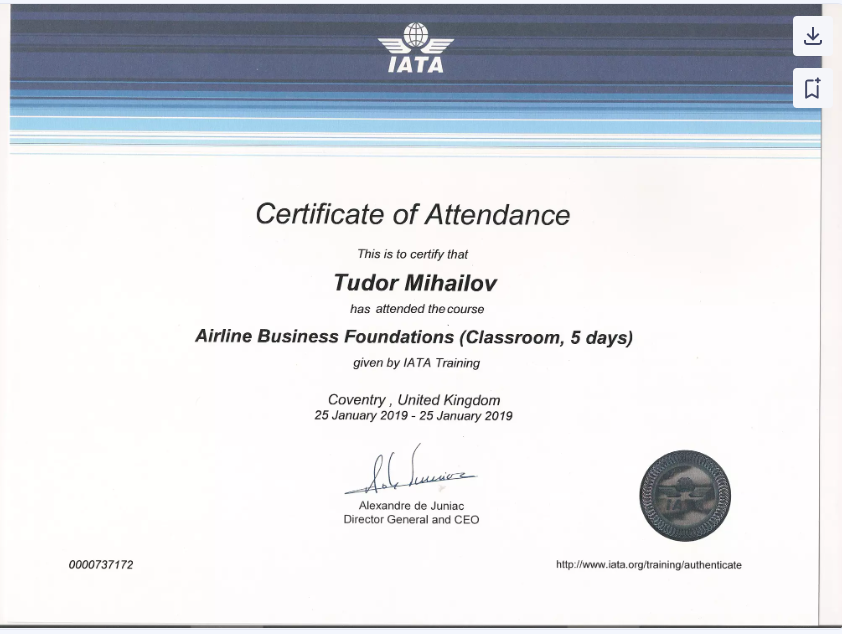 IATA
Certificate of Attendance
This is to certify that
Tudor Mihailov
has attended the course
Airline Business Foundations (Classroom, 5 days)
given by IATA Training
Coventry , United Kingdom
25 January 2019 - 25 January 2019
Alexandre de Juniac
Director General and CEO
IATA
0000737172
http://www.iata.org/training/authenticate